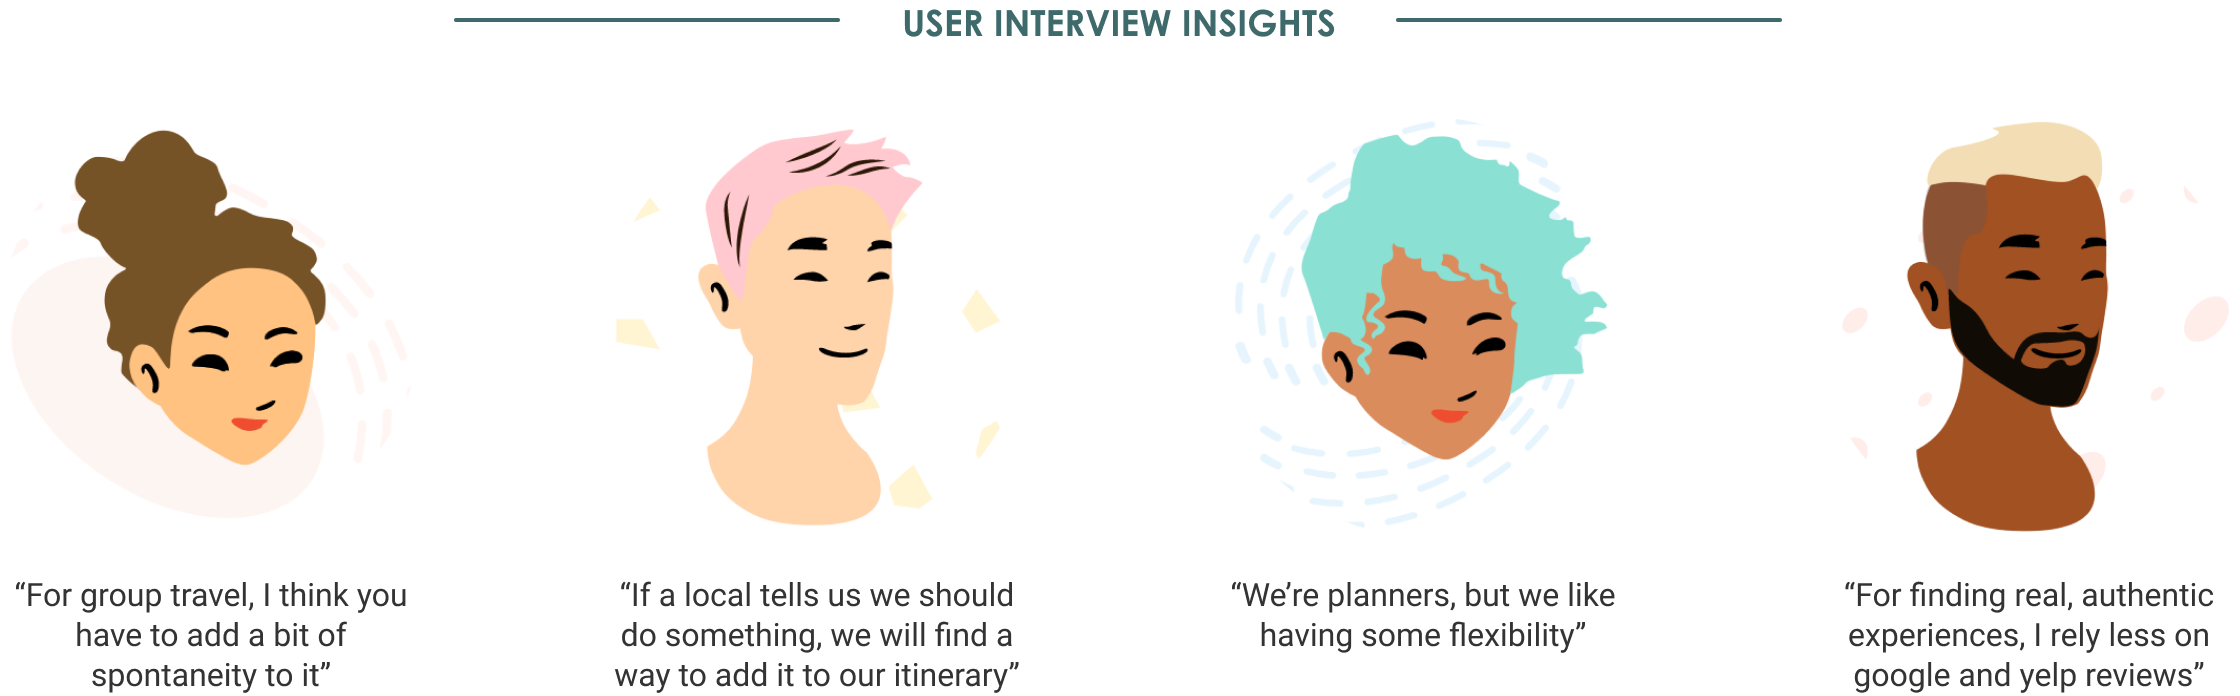 USER INTERVIEW INSIGHTS
“For group travel, I think you
have to add a bit of
spontaneity to it”
“If a local tells us we should
do something, we will find a
way to add it to our itinerary”
“We’re planners, but we like
having some flexibility”
“For finding real, authentic
experiences, I rely less on
google and yelp reviews”